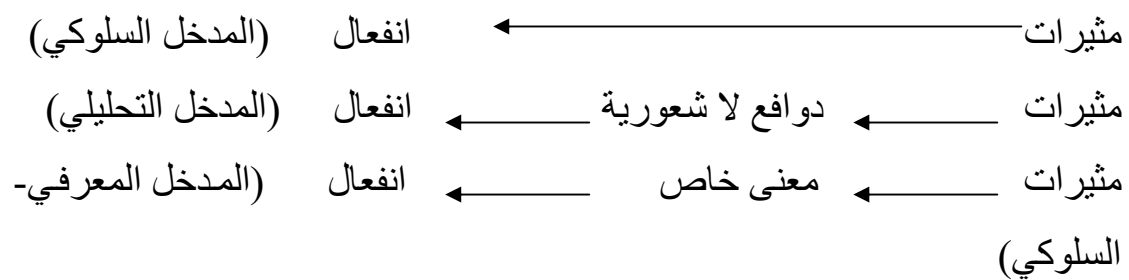 مثيرات انفعال (المدخل السلوكي)
مثيرات دوافع لا شعورية انفعال (المدخل التحليلي)
مثيرات معنى خاص انفعال (المدخل المعرفي-
السلوكي)